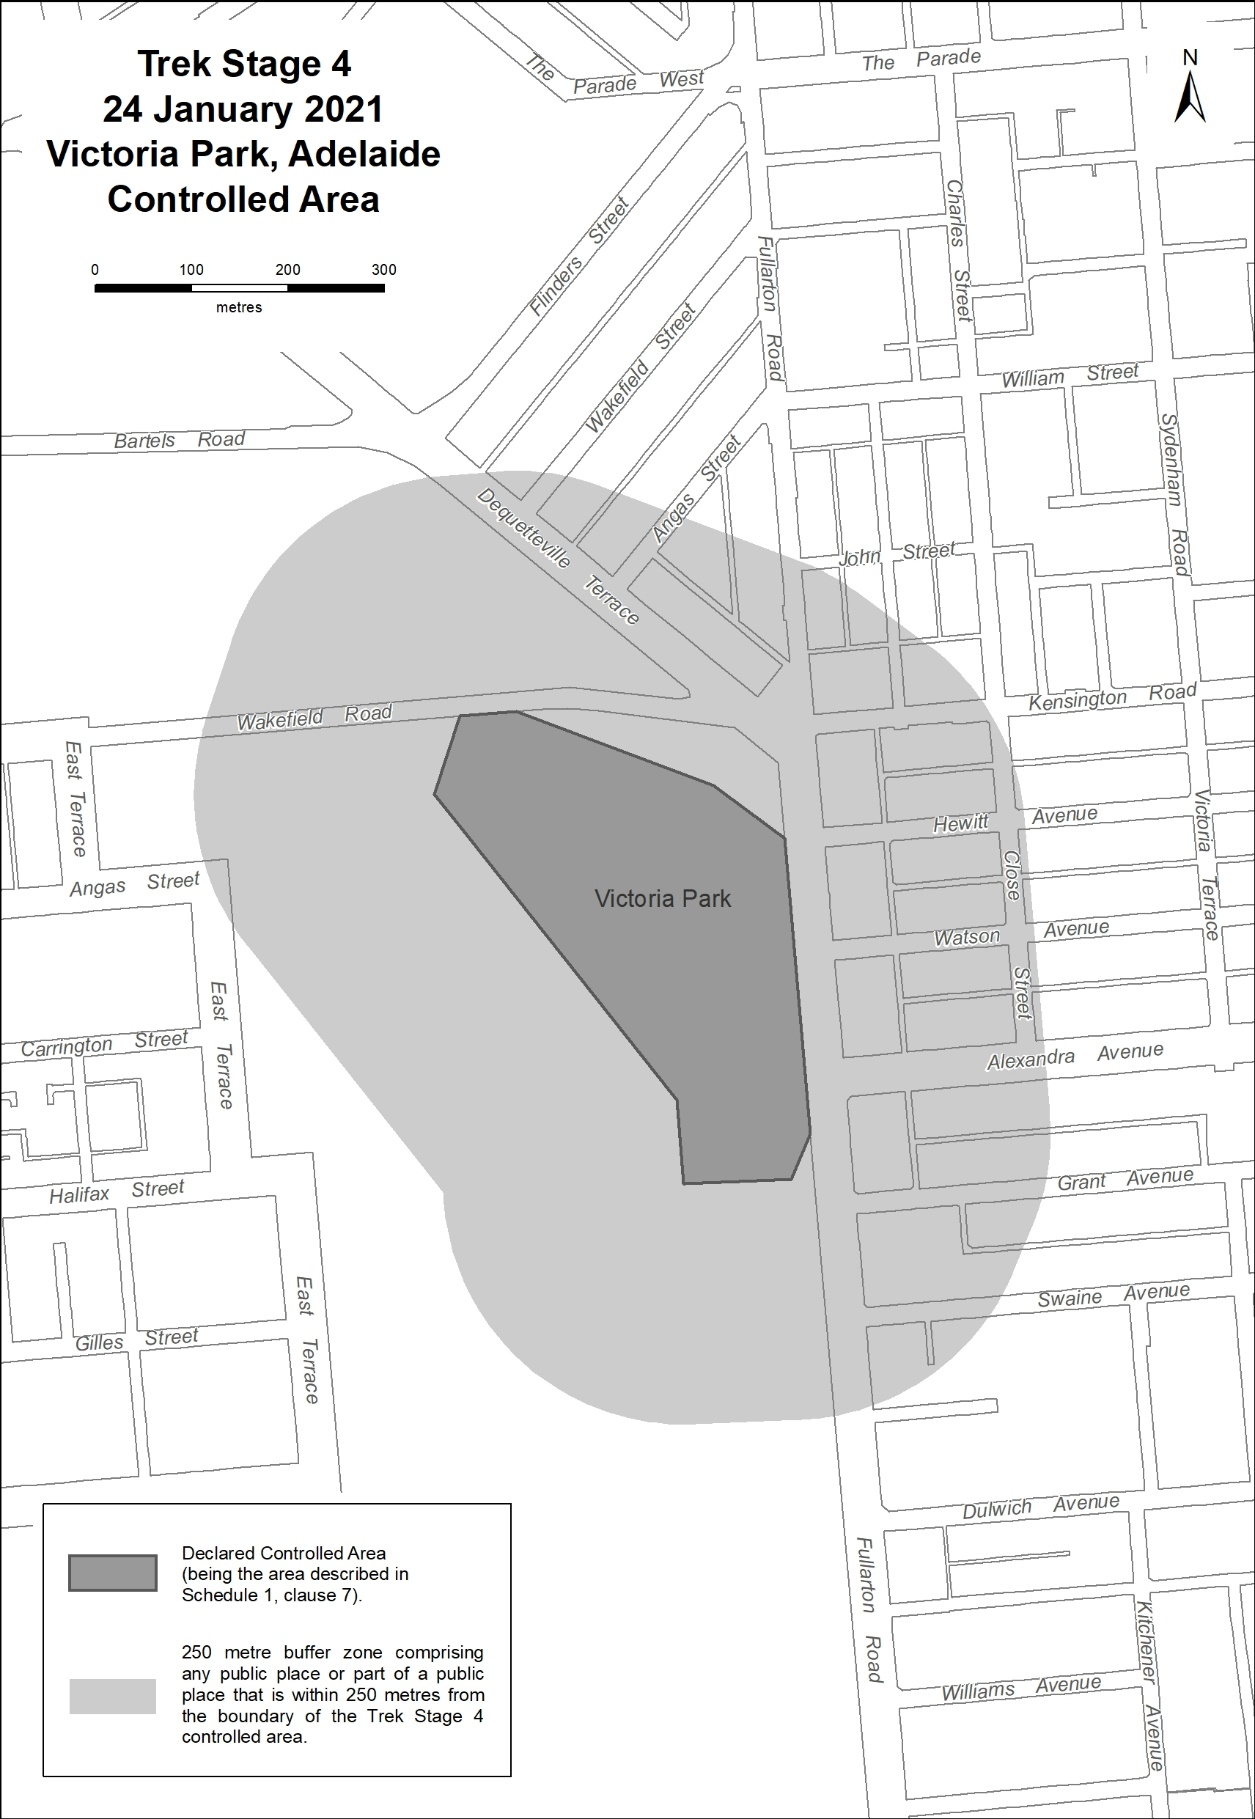 Trek Stage 4
24 January 2021
Victoria Park, Adelaide
Controlled Area
0 100 200 300
metres
N
The Parade West
The Parade
Flinders Street
Charles Street
Fullarton Road
Wakefield Street
William Street
Bartels Road
Sydenham Road
Angas Street
Dequetteville Terrace
John Street
Kensington Road
Wakefield Road
East Terrace
Victoria Terrace
Hewitt Avenue
Close Street
Angas Street
Victoria Park
Watson Avenue
East Terrace
Carrington Street
Alexandra Avenue
Halifax Street
Grant Avenue
East Terrace
Swaine Avenue
Gilles Street
Dulwich Avenue
Fullarton Road
Kitchener Avenue
Williams Avenue
Declared Controlled Area
(being the area described in
Schedule 1, clause 7).
250 metre buffer zone comprising
any public place or part of a public
place that is within 250 metres from
the boundary of the Trek Stage 4
controlled area.